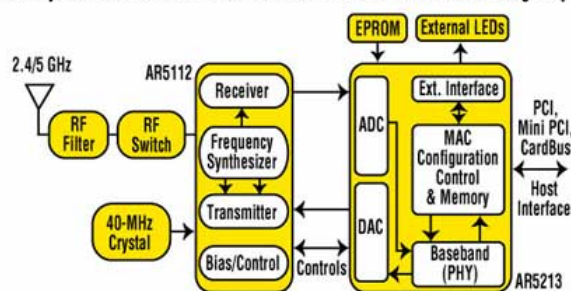 EPROM
External LEDs
2.4/5 GHz
AR5112
RF
Filter
RF
Switch
40-MHz
Crystal
Receiver
Frequency
Synthesizer
Transmitter
Bias/Control
Controls
ADC
DAC
Ext. Interface
MAC
Configuration
Control
& Memory
Baseband
(PHY)
AR5213
PCI,
Mini PCI,
CardBus
Host
Interface